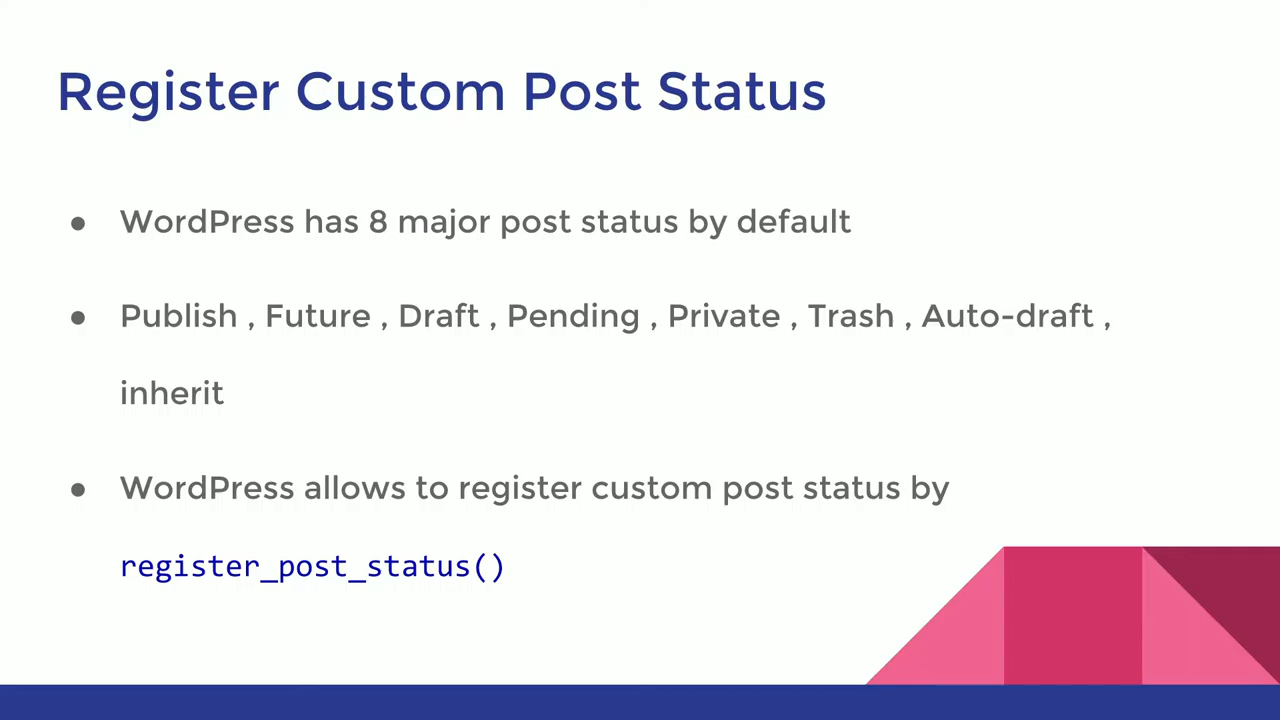 Register Custom Post Status
● WordPress has 8 major post status by default
● Publish , Future , Draft , Pending , Private , Trash , Auto-draft ,
inherit
● WordPress allows to register custom post status by
register_post_status()